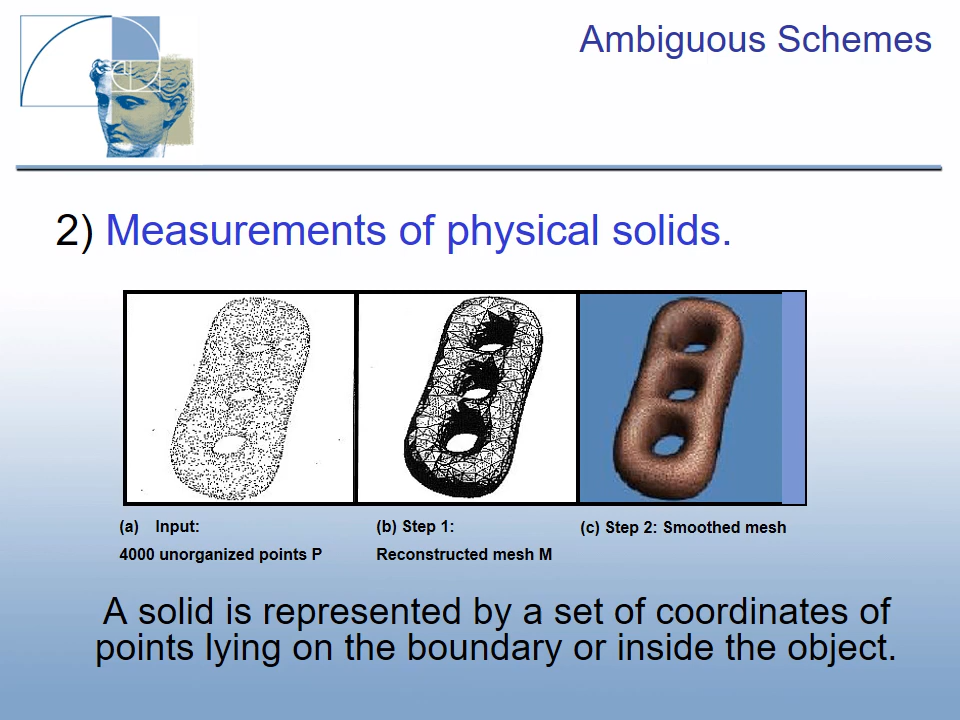 Ambiguous Schemes
2) Measurements of physical solids.
(a) Input:
4000 unorganized points P
(b) Step 1:
Reconstructed mesh M
(c) Step 2: Smoothed mesh
A solid is represented by a set of coordinates of
points lying on the boundary or inside the object.